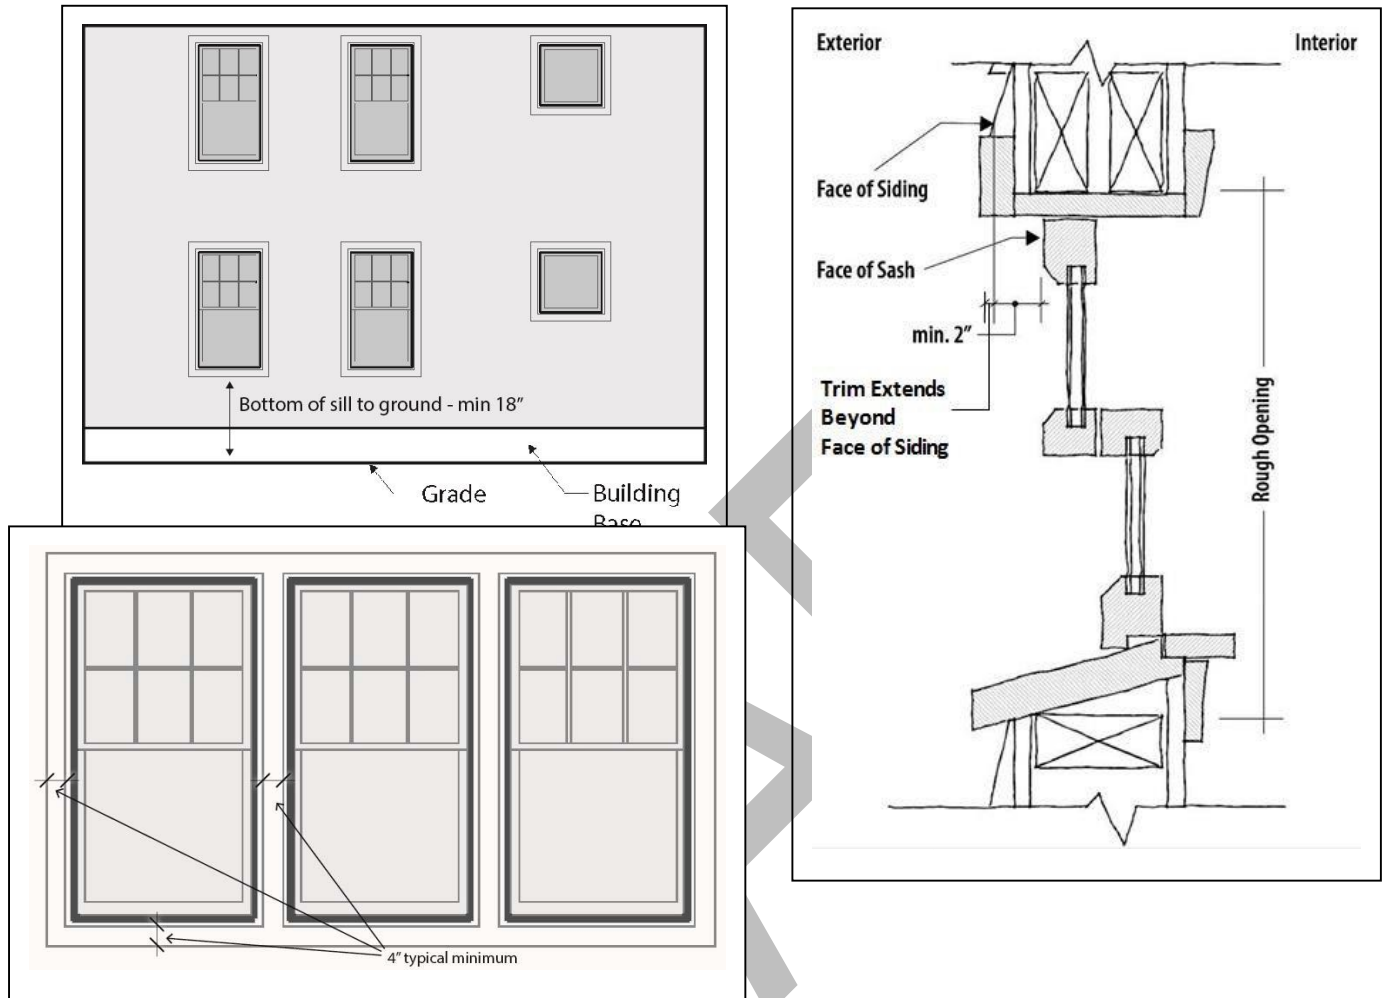 Bottom of sill to ground - min 18"
Grade
Building
Base
4" typical minimum
Exterior
Interior
Face of Siding
Face of Sash
min. 2"
Trim Extends
Beyond
Face of Siding
Rough Opening